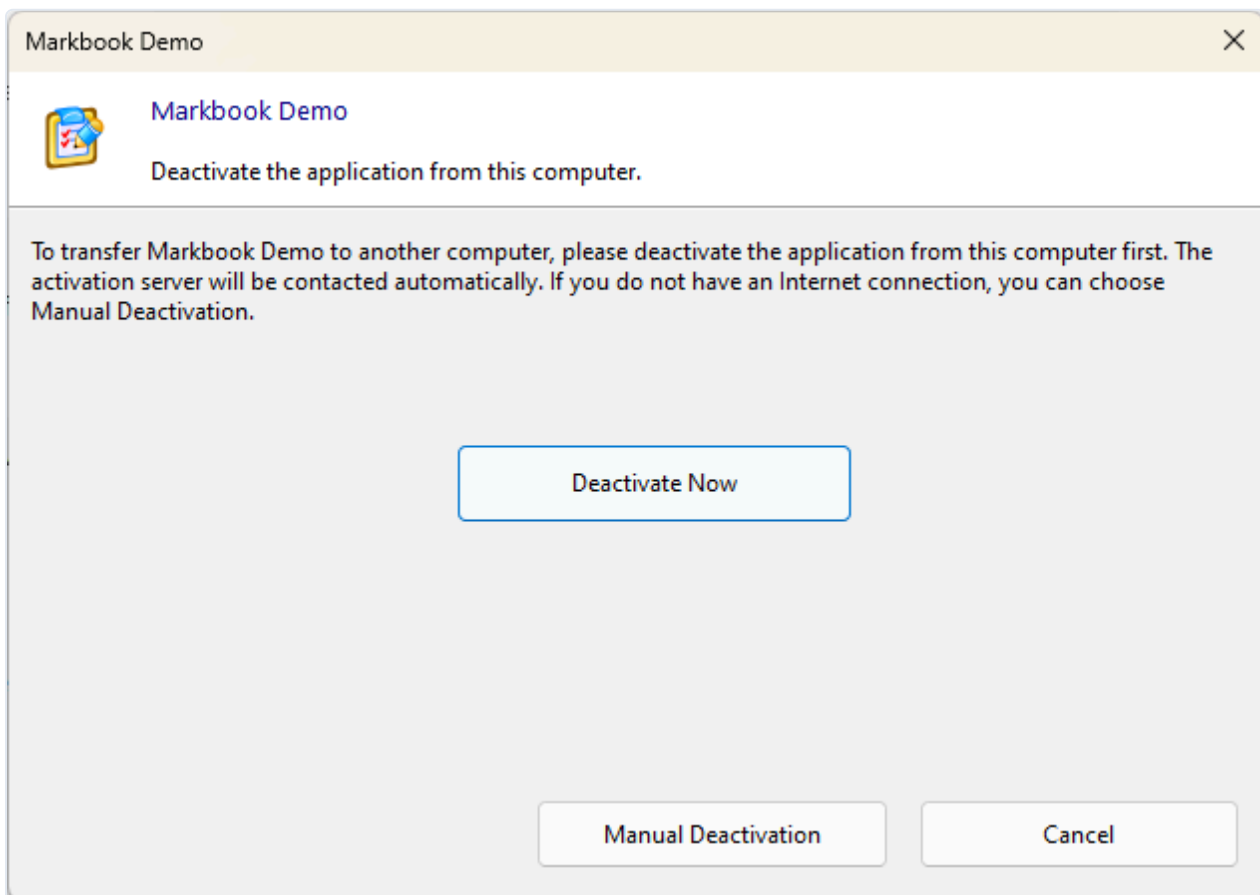 Markbook Demo
Markbook Demo
Deactivate the application from this computer.
To transfer Markbook Demo to another computer, please deactivate the application from this computer first. The
activation server will be contacted automatically. If you do not have an Internet connection, you can choose
Manual Deactivation.
Deactivate Now
Manual Deactivation
Cancel